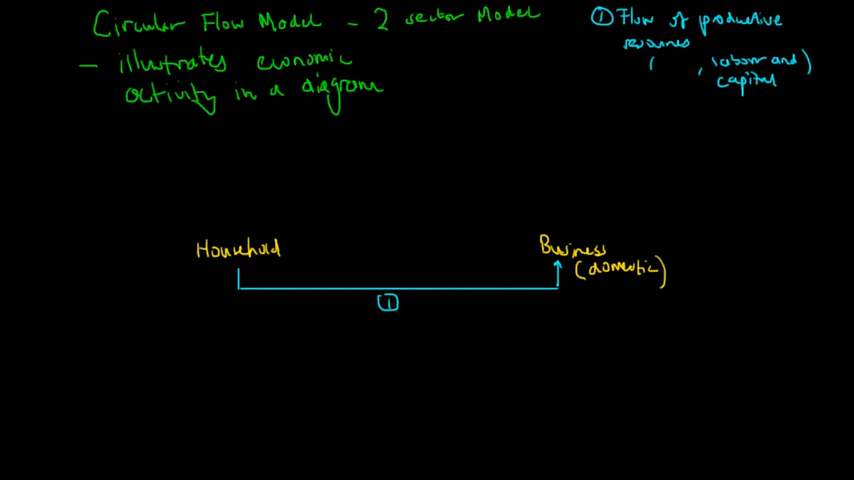 Circular Flow Model - 2 sector Model
- illustrates economic
activity in a diagram
① Flow of productive
resources
( , labour and )
capital
Household
Business
(domestic)
①